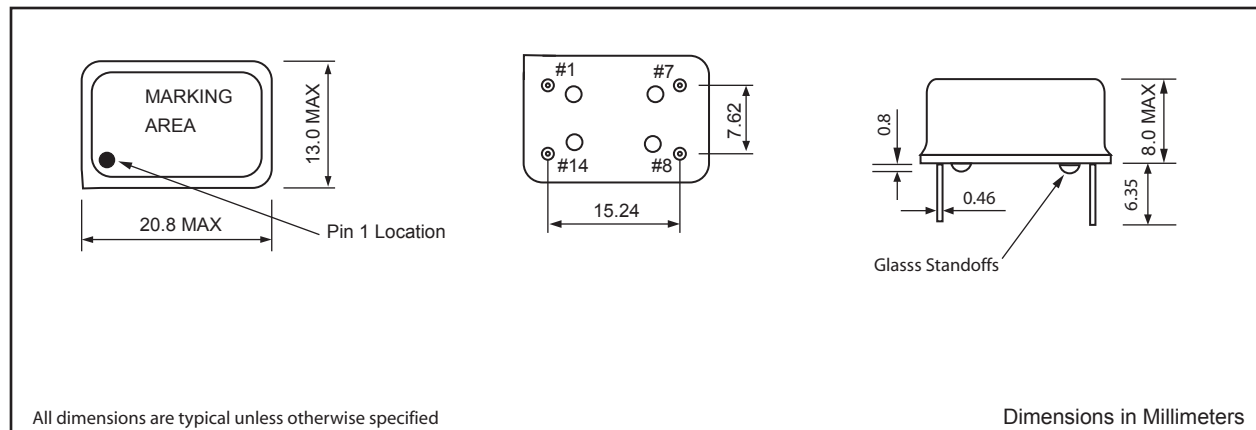 MARKING
AREA
13.0 MAX
20.8 MAX
Pin 1 Location
#1
#7
#14
#8
7.62
15.24
0.8
0.46
8.0 MAX
6.35
Glasss Standoffs
All dimensions are typical unless otherwise specified
Dimensions in Millimeters